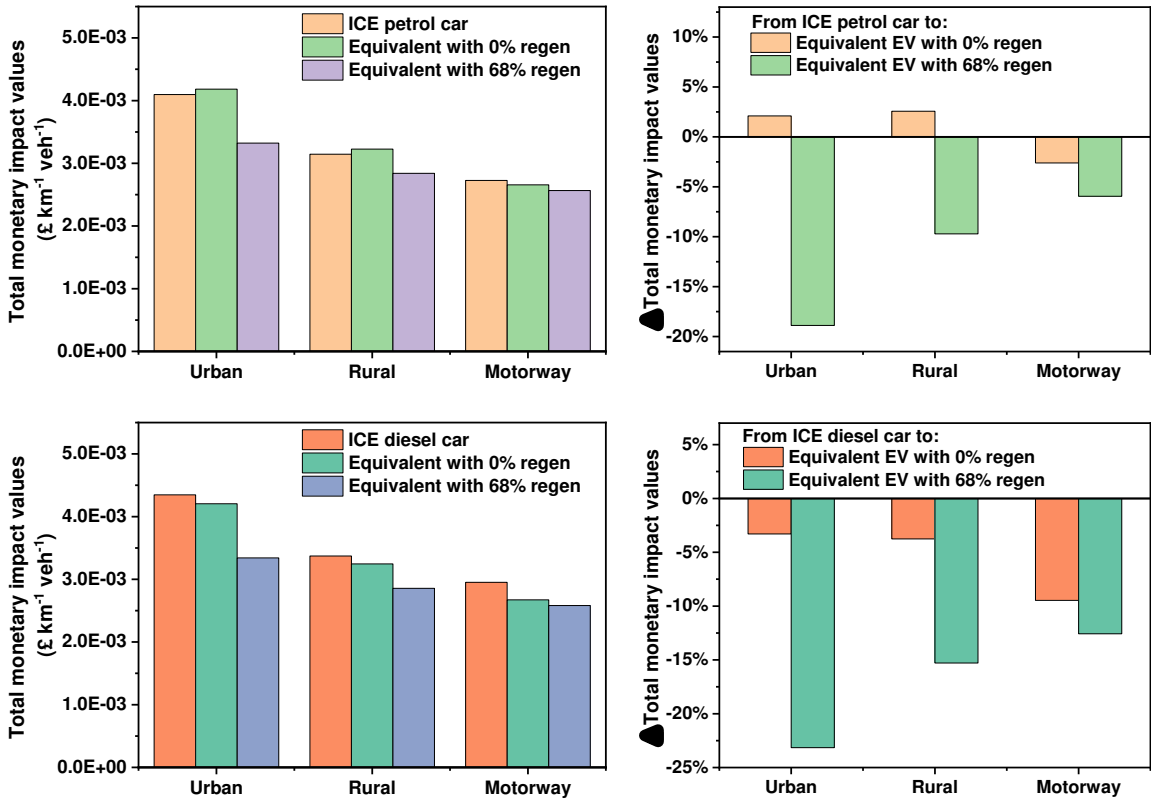 Total monetary impact values
(£ km⁻¹ veh⁻¹)
5.0E-03
4.0E-03
3.0E-03
2.0E-03
1.0E-03
0.0E+00
ICE petrol car
Equivalent with 0% regen
Equivalent with 68% regen
Urban Rural Motorway
Total monetary impact values
10%
5%
0%
-5%
-10%
-15%
-20%
From ICE petrol car to:
Equivalent EV with 0% regen
Equivalent EV with 68% regen
Urban Rural Motorway
Total monetary impact values
(£ km⁻¹ veh⁻¹)
5.0E-03
4.0E-03
3.0E-03
2.0E-03
1.0E-03
0.0E+00
ICE diesel car
Equivalent with 0% regen
Equivalent with 68% regen
Urban Rural Motorway
Total monetary impact values
5%
0%
-5%
-10%
-15%
-20%
-25%
From ICE diesel car to:
Equivalent EV with 0% regen
Equivalent EV with 68% regen
Urban Rural Motorway